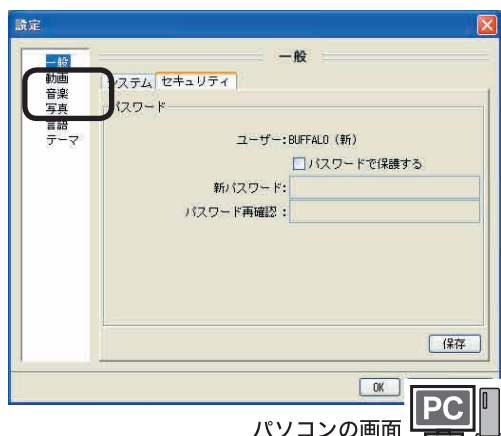 設定
一般
動画
音楽
写真
言語
テーマ
一般
システム セキュリティ
パスワード
ユーザー:BUFFALO（新）
パスワードで保護する
新パスワード:
パスワード再確認：
保存
OK
パソコンの画面
PC